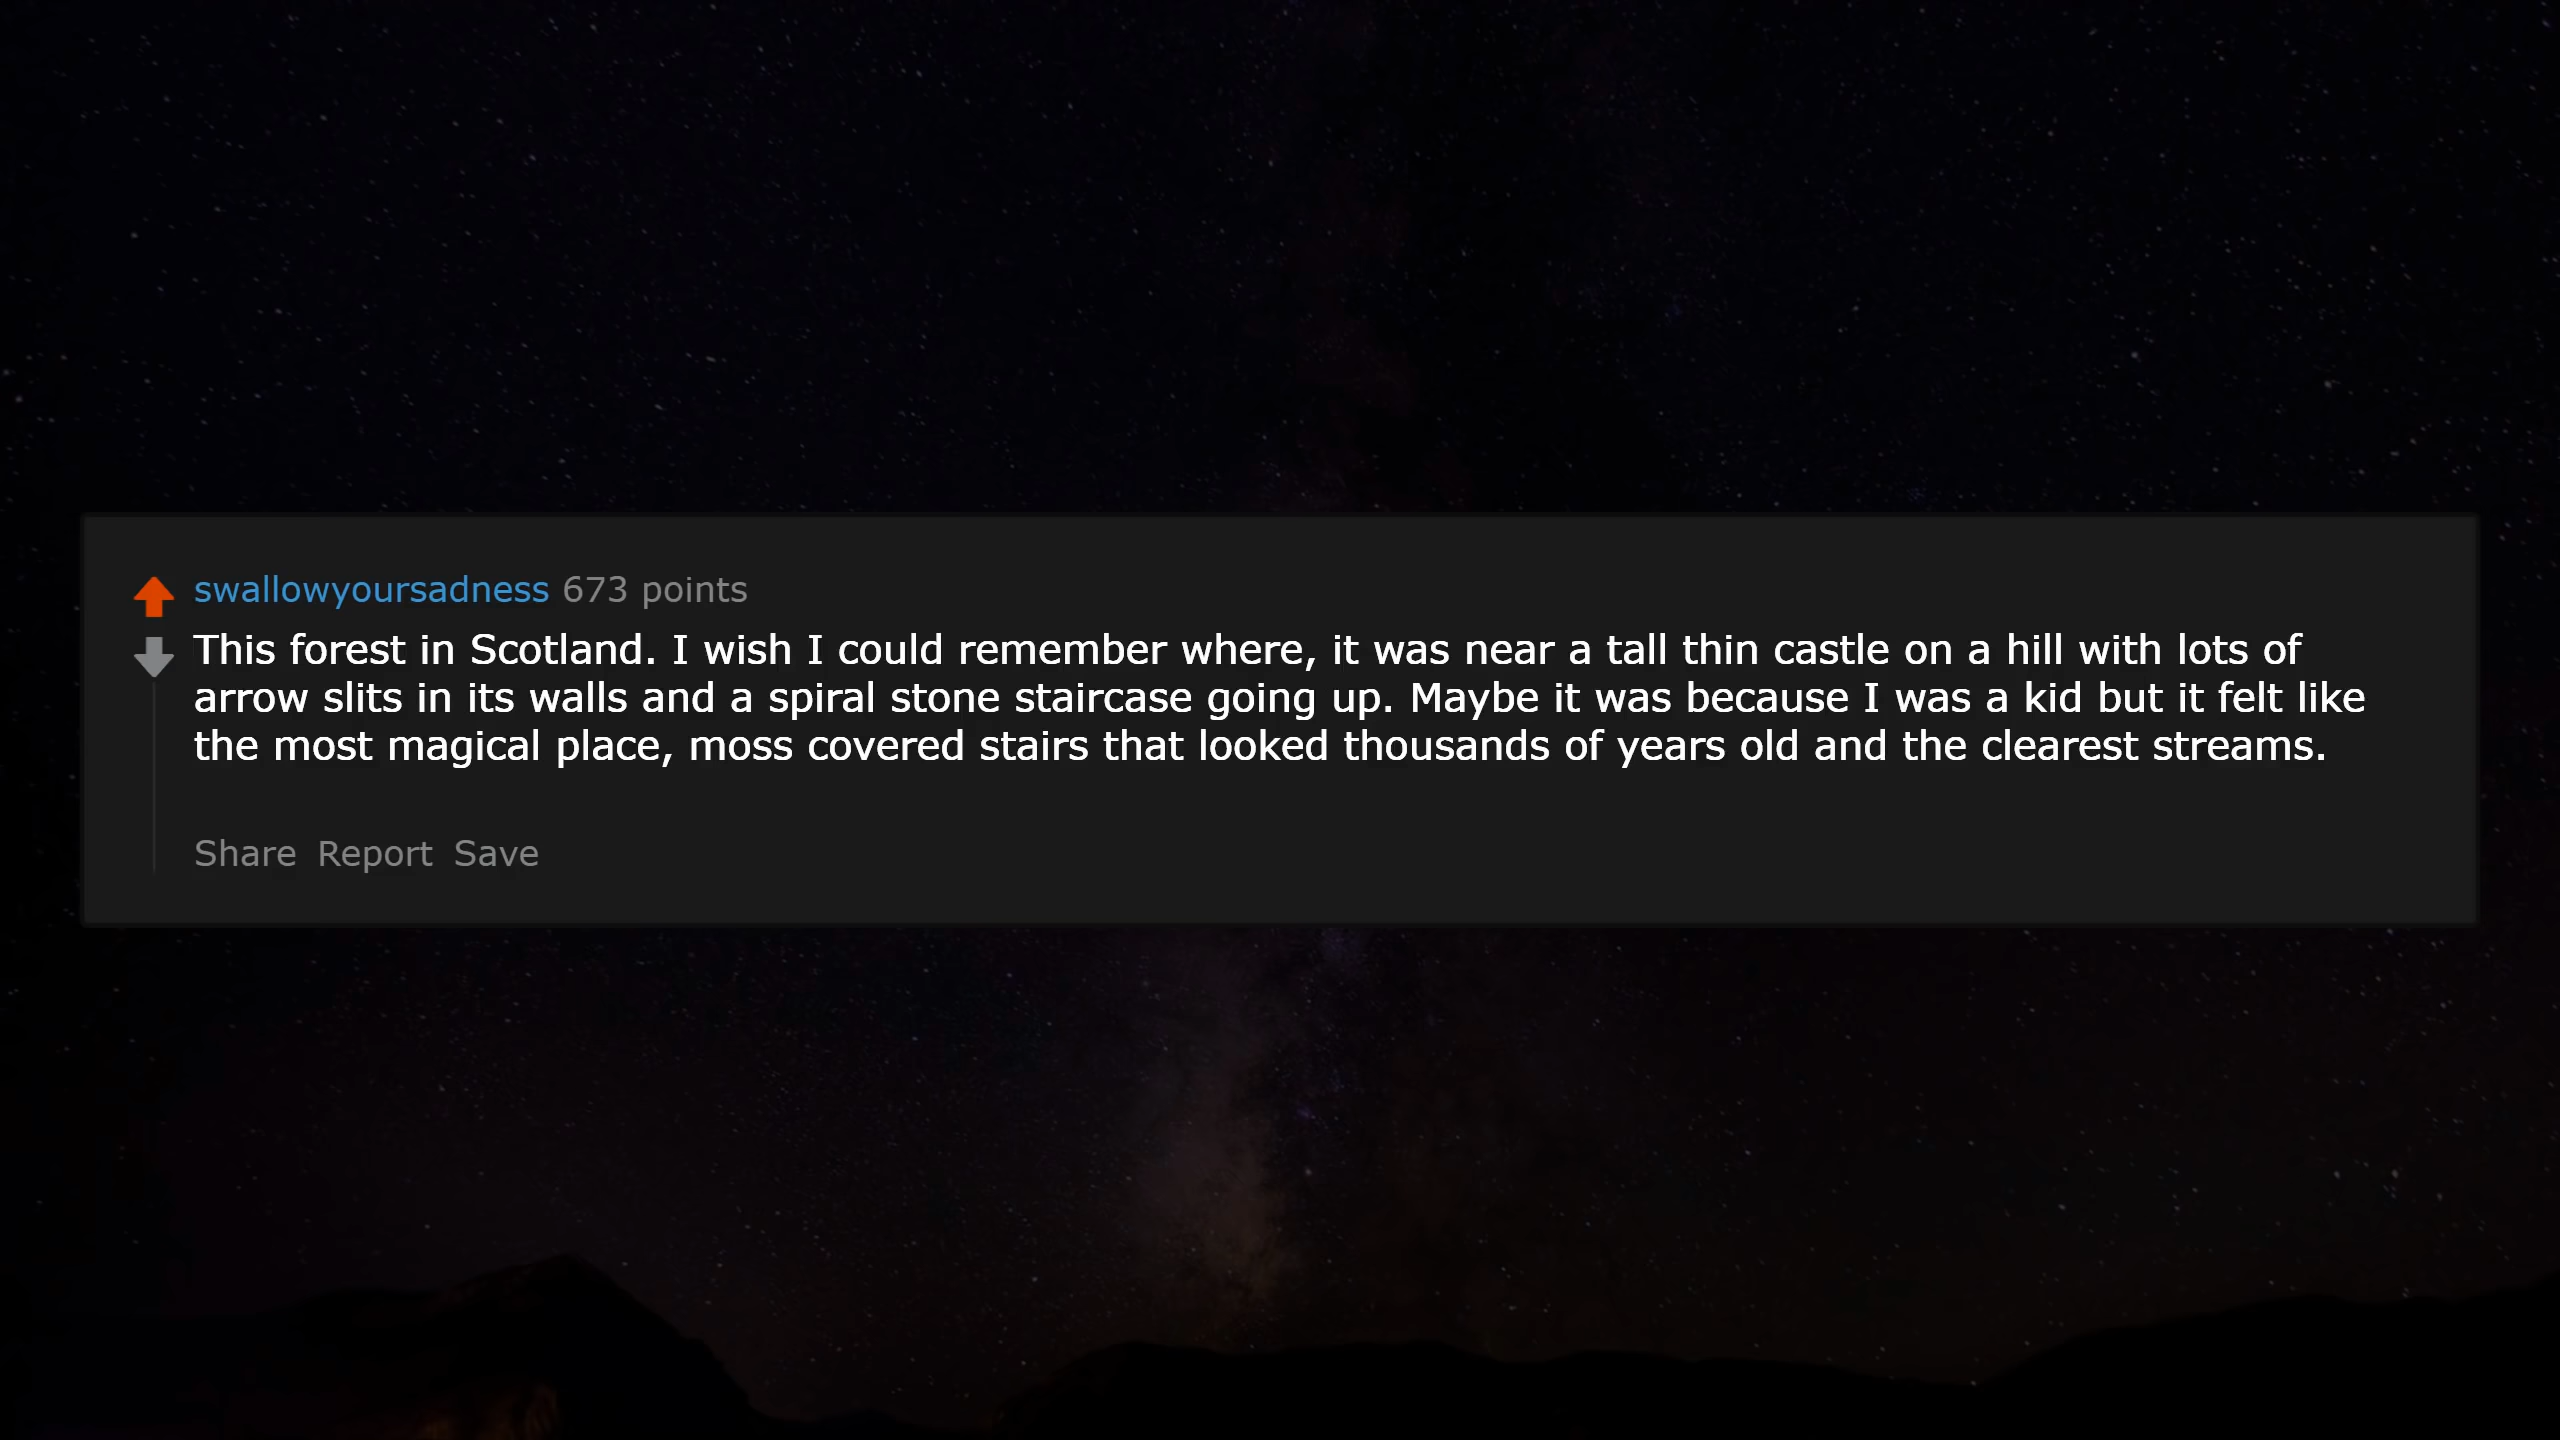 swallowyoursadness 673 points
This forest in Scotland. I wish I could remember where, it was near a tall thin castle on a hill with lots of
arrow slits in its walls and a spiral stone staircase going up. Maybe it was because I was a kid but it felt like
the most magical place, moss covered stairs that looked thousands of years old and the clearest streams.
Share Report Save